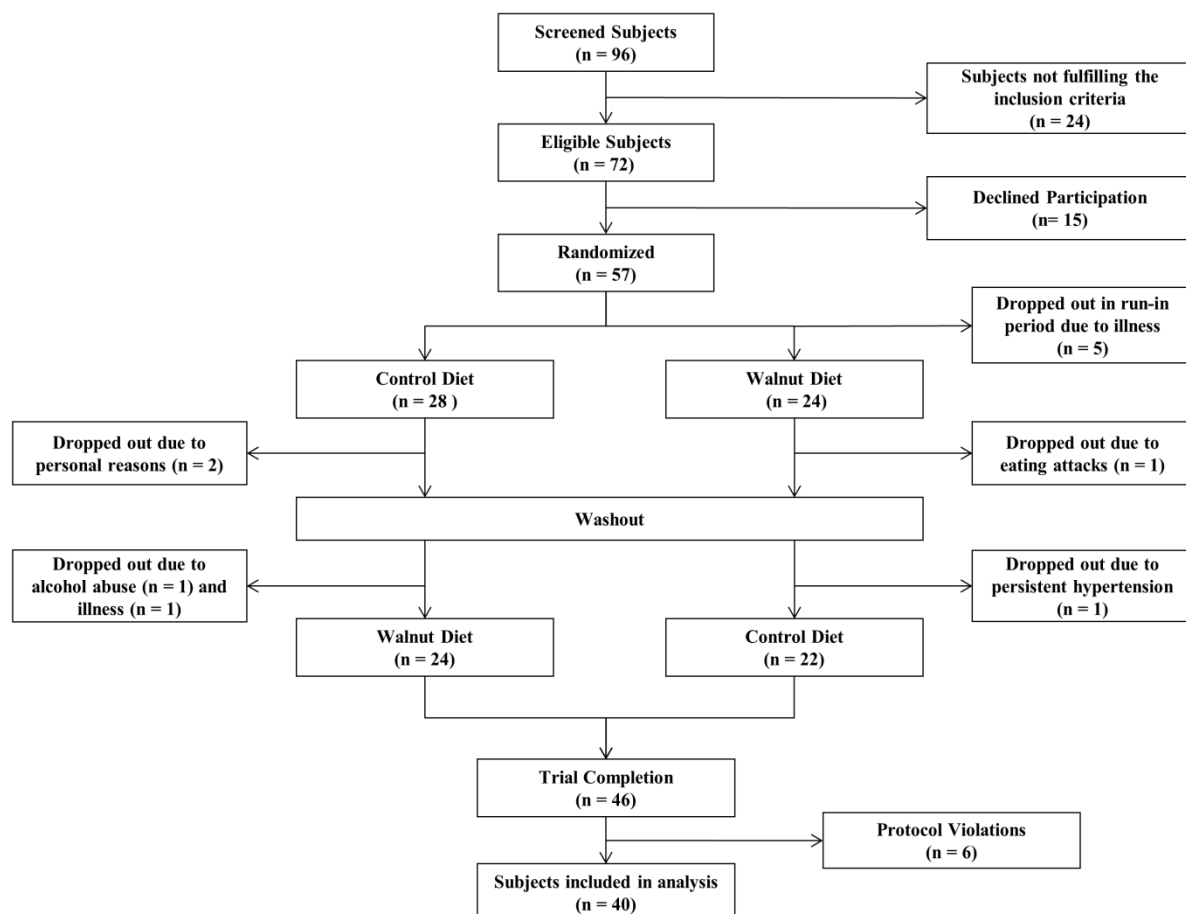 Screened Subjects
(n = 96)
Subjects not fulfilling the
inclusion criteria
(n = 24)
Eligible Subjects
(n = 72)
Declined Participation
(n= 15)
Randomized
(n = 57)
Dropped out in run-in
period due to illness
(n = 5)
Control Diet
(n = 28 )
Walnut Diet
(n = 24)
Dropped out due to
personal reasons (n = 2)
Dropped out due to
eating attacks (n = 1)
Washout
Dropped out due to
alcohol abuse (n = 1) and
illness (n = 1)
Dropped out due to
persistent hypertension
(n = 1)
Walnut Diet
(n = 24)
Control Diet
(n = 22)
Trial Completion
(n = 46)
Protocol Violations
(n = 6)
Subjects included in analysis
(n = 40)